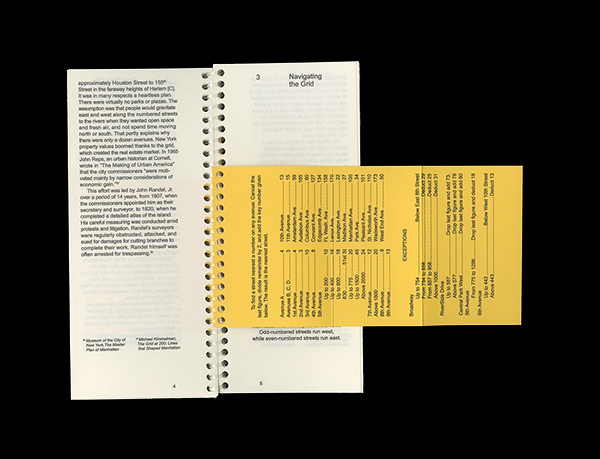 approximately Houston Street to 155th
Street in the faraway heights of Harlem [C].
It was in many respects a heartless plan.
There were virtually no parks or plazas. The
assumption was that people would gravitate
east and west along the numbered streets
to the rivers when they wanted open space
and fresh air, and not spend time moving
north or south. That partly explains why
there were only a dozen avenues. New York
property values boomed thanks to the grid,
which created the real estate market. In 1965
John Reps, an urban historian at Cornell,
wrote in "The Making of Urban America"
that the city commissioners "were mot-
ivated mainly by narrow considerations of
economic gain."
This effort was led by John Randel, Jr.
over a period of 14 years, from 1807, when
the commissioners appointed him as their
secretary and surveyor, to 1820, when he
completed a detailed atlas of the island.
His careful measuring was conducted amid
protests and litigation. Randel's surveyors
were regularly obstructed, attacked, and
sued for damages for cutting branches to
complete their work. Randel himself was
often arrested for trespassing.
Museum of the City of
New York, The Master
Plan of Manhattan
Michael Kimmelman,
The Grid at 200: Lines
that Shaped Manhattan
4
3
Navigating
the Grid
To find a street nearest a number on any avenue: Cancel the
last figure, divide remainder by 2, and add the key number given
below. The result is the nearest street.
Avenue A 3
Avenues B, C, D 3
1st Avenue 3
2nd Avenue 3
3rd Avenue 10
4th Avenue 8
5th Avenue
Up to 200 13
Up to 400 16
Up to 600 18
Up to 775 20
Above 2000 24
7th Avenue 12
Above 1800 20
8th Avenue 9
9th Avenue 13
10th Avenue 13
11th Avenue 15
Amsterdam Ave. 59
Audubon Ave. 165
Columbus Ave. 60
Convent Ave. 127
Edgecomb Ave. 134
Ft. Wash. Ave. 158
Lenox Ave. 110
Lexington Ave. 22
Madison Ave. 27
Manhattan Ave. 100
Park Ave. 34
Pleasant Ave. 101
St. Nicholas Ave. 110
Wadsworth Ave. 173
West End Ave. 59
EXCEPTIONS
Broadway
Up to 754 Below East 8th Street
From 754 to 858 Deduct 29
From 857 to 958 Deduct 25
Above 1000 Deduct 31
Riverside Drive
Up to 567 Drop last figure and add 73
Above 577 Drop last figure and add 78
Central Park West Drop last figure and add 60
5th Avenue
From 775 to 1286 Drop last figure and deduct 18
6th Avenue
Up to 442 Below West 10th Street
Above 443 Deduct 13
Odd-numbered streets run west,
while even-numbered streets run east.
5